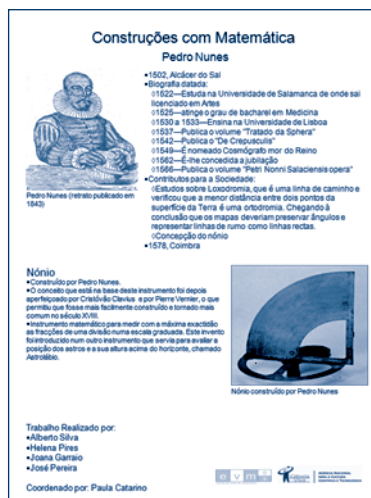 Construções com Matemática
Pedro Nunes
•1502, Alcácer do Sal
•Biografia datada:
◊1522—Estuda na Universidade de Salamanca de onde sai
licenciado em Artes
◊1525—atinge o grau de bacharel em Medicina
◊1530 a 1533—Ensina na Universidade de Lisboa
◊1537—Publica o volume "Tratado da Sphera"
◊1542—Publica o "De Crepusculis"
◊1549—É nomeado Cosmógrafo mor do Reino
◊1562—É-lhe concedida a jubilação
◊1566—Publica o volume "Petri Nonni Salaciensis opera"
•Contributos para a Sociedade:
◊Estudos sobre Loxodromia, que é uma linha de caminho e
verificou que a menor distância entre dois pontos da
superfície da Terra é uma ortodromia. Chegando à
conclusão que os mapas deveriam preservar ângulos e
representar linhas de rumo como linhas rectas.
◊Concepção do nónio
•1578, Coimbra
Pedro Nunes (retrato publicado em
1843)
Nónio
•Construído por Pedro Nunes.
•O conceito que está na base deste instrumento foi depois
aperfeiçoado por Cristóvão Clavius e por Pierre Vernier, o que
permitiu que fosse mais facilmente construído e tornado mais
comum no século XVIII.
•Instrumento matemático para medir com a máxima exactidão
as fracções de uma divisão numa escala graduada. Este invento
foi introduzido num outro instrumento que servia para avaliar a
posição dos astros e a sua altura acima do horizonte, chamado
Astrolábio.
Nónio construído por Pedro Nunes
Trabalho Realizado por:
•Alberto Silva
•Helena Pires
•Joana Garraio
•José Pereira
Coordenado por: Paula Catarino